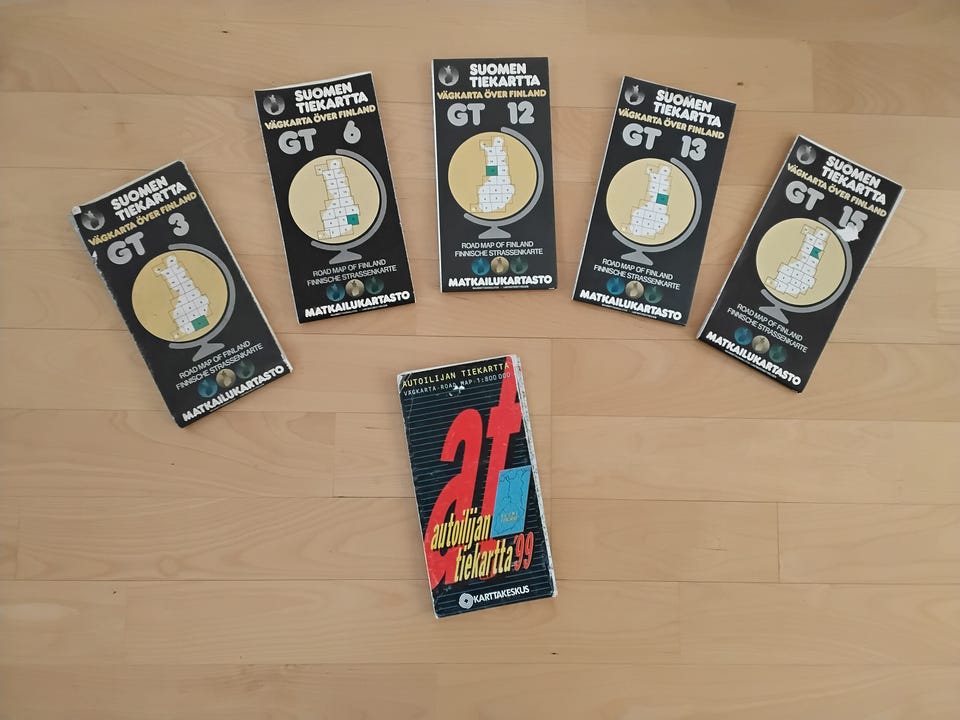 SUOMEN
TIEKARTTA
VÄGKARTA ÖVER FINLAND
GT 3
ROAD MAP OF FINLAND
FINNISCHE STRASSENKARTE
MATKAILUKARTASTO
SUOMEN
TIEKARTTA
VÄGKARTA ÖVER FINLAND
GT 6
ROAD MAP OF FINLAND
FINNISCHE STRASSENKARTE
MATKAILUKARTASTO
SUOMEN
TIEKARTTA
VÄGKARTA ÖVER FINLAND
GT 12
ROAD MAP OF FINLAND
FINNISCHE STRASSENKARTE
MATKAILUKARTASTO
SUOMEN
TIEKARTTA
VÄGKARTA ÖVER FINLAND
GT 13
ROAD MAP OF FINLAND
FINNISCHE STRASSENKARTE
MATKAILUKARTASTO
SUOMEN
TIEKARTTA
VÄGKARTA ÖVER FINLAND
GT 15
ROAD MAP OF FINLAND
FINNISCHE STRASSENKARTE
MATKAILUKARTASTO
AUTOILIJAN TIEKARTTA
VÄGKARTA·ROAD MAP·1:800 000
at
autoilijan
tiekartta '99
KARTTAKESKUS